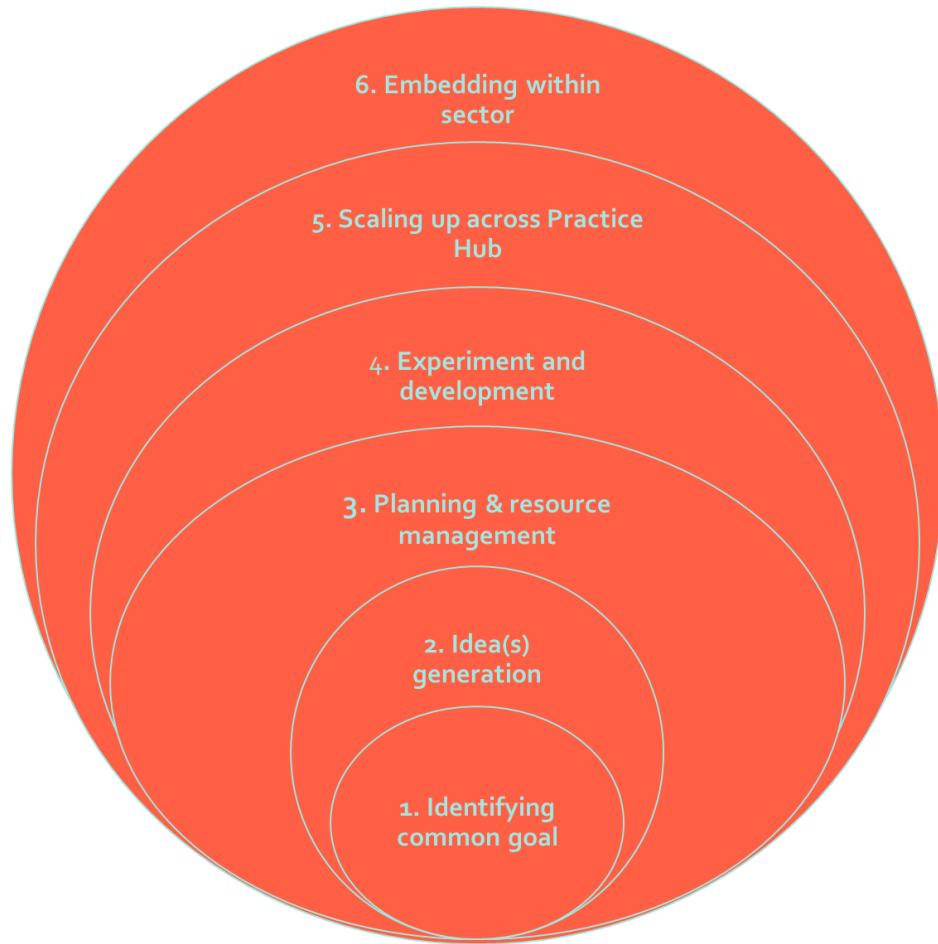 6. Embedding within
sector
5. Scaling up across Practice
Hub
4. Experiment and
development
3. Planning & resource
management
2. Idea(s)
generation
1. Identifying
common goal